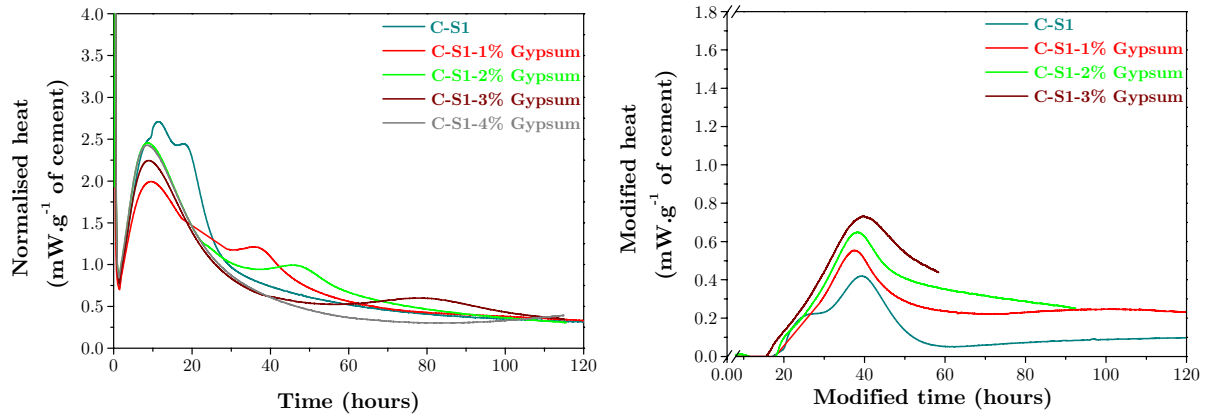 Normalised heat
(mW.g⁻¹ of cement)
4.0
3.5
3.0
2.5
2.0
1.5
1.0
0.5
0.0
C-S1
C-S1-1% Gypsum
C-S1-2% Gypsum
C-S1-3% Gypsum
C-S1-4% Gypsum
0
10
20
30
40
60
80
100
120
Time (hours)
Modified heat
(mW.g⁻¹ of cement)
1.8
1.6
1.4
1.2
1.0
0.8
0.6
0.4
0.2
0.0
C-S1
C-S1-1% Gypsum
C-S1-2% Gypsum
C-S1-3% Gypsum
0.00
20
40
60
80
100
120
Modified time (hours)